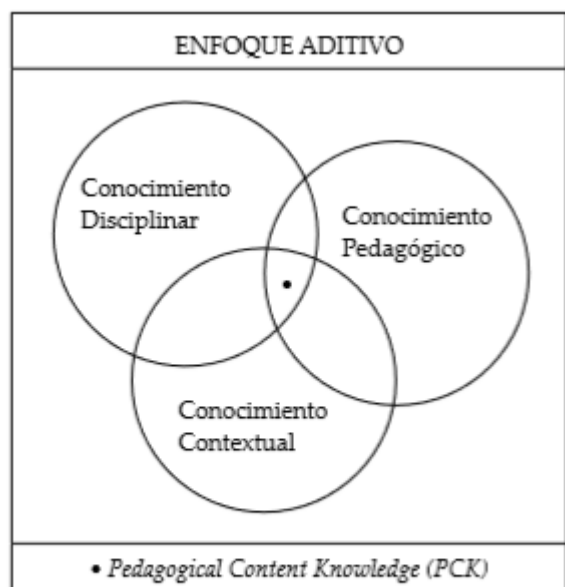 ENFOQUE ADITIVO
Conocimiento
Disciplinar
Conocimiento
Pedagógico
Conocimiento
Contextual
• Pedagogical Content Knowledge (PCK)